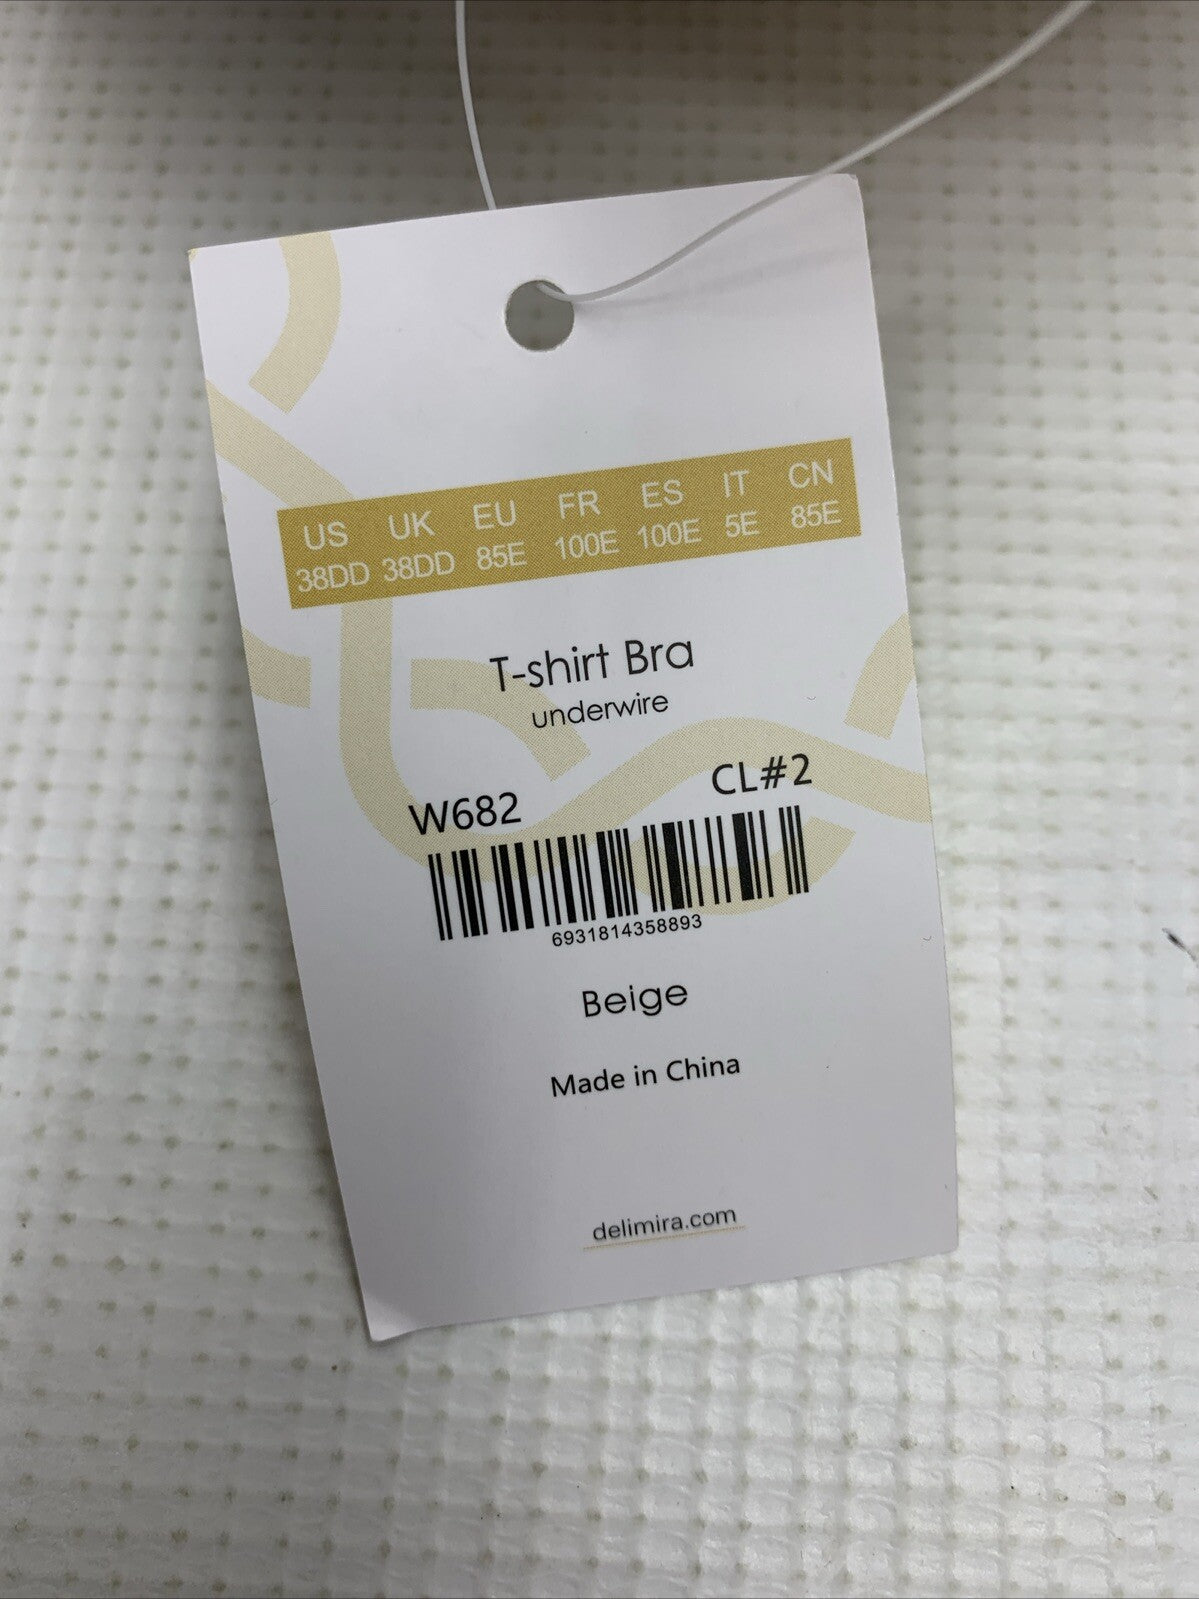 US UK EU FR ES IT CN
38DD 38DD 85E 100E 100E 5E 85E
T-shirt Bra
underwire
W682 CL#2
6931814358893
Beige
Made in China
delimira.com